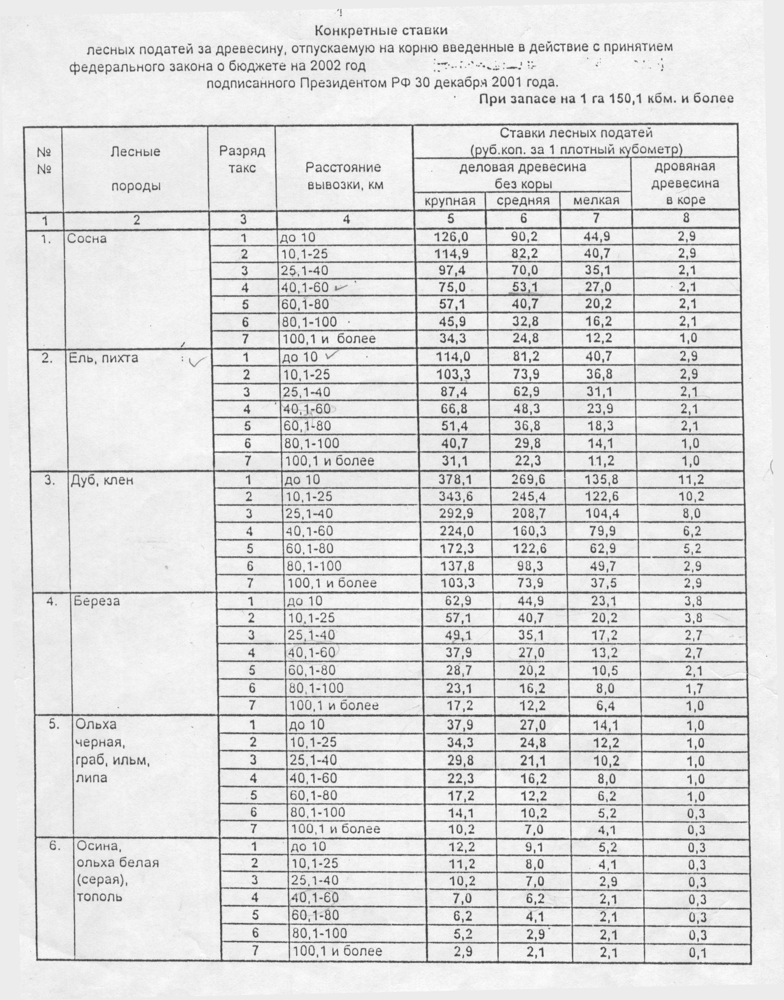 Конкретные ставки
лесных податей за древесину, отпускаемую на корню введенные в действие с принятием
федерального закона о бюджете на 2002 год
подписанного Президентом РФ 30 декабря 2001 года.
При запасе на 1 га 150,1 кбм. и более
Ставки лесных податей
№ Лесные Разряд (руб.коп. за 1 плотный кубометр)
№ такс Расстояние деловая древесина дровяная
породы вывозки, км без коры древесина
крупная средняя мелкая в коре
1 2 3 4 5 6 7 8
1. Сосна 1 до 10 126,0 90,2 44,9 2,9
2 10,1-25 114,9 82,2 40,7 2,9
3 25,1-40 97,4 70,0 35,1 2,1
4 40,1-60 75,0 53,1 27,0 2,1
5 60,1-80 57,1 40,7 20,2 2,1
6 80,1-100 45,9 32,8 16,2 2,1
7 100,1 и более 34,3 24,8 12,2 1,0
2. Ель, пихта 1 до 10 114,0 81,2 40,7 2,9
2 10,1-25 103,3 73,9 36,8 2,9
3 25,1-40 87,4 62,9 31,1 2,1
4 40,1-60 66,8 48,3 23,9 2,1
5 60,1-80 51,4 36,8 18,3 2,1
6 80,1-100 40,7 29,8 14,1 1,0
7 100,1 и более 31,1 22,3 11,2 1,0
3. Дуб, клен 1 до 10 378,1 269,6 135,8 11,2
2 10,1-25 343,6 245,4 122,6 10,2
3 25,1-40 292,9 208,7 104,4 8,0
4 40,1-60 224,0 160,3 79,9 6,2
5 60,1-80 172,3 122,6 62,9 5,2
6 80,1-100 137,8 98,3 49,7 2,9
7 100,1 и более 103,3 73,9 37,5 2,9
4. Береза 1 до 10 62,9 44,9 23,1 3,8
2 10,1-25 57,1 40,7 20,2 3,8
3 25,1-40 49,1 35,1 17,2 2,7
4 40,1-60 37,9 27,0 13,2 2,7
5 60,1-80 28,7 20,2 10,5 2,1
6 80,1-100 23,1 16,2 8,0 1,7
7 100,1 и более 17,2 12,2 6,4 1,0
5. Ольха 1 до 10 37,9 27,0 14,1 1,0
черная, 2 10,1-25 34,3 24,8 12,2 1,0
граб, ильм, 3 25,1-40 29,8 21,1 10,2 1,0
липа 4 40,1-60 22,3 16,2 8,0 1,0
5 60,1-80 17,2 12,2 6,2 1,0
6 80,1-100 14,1 10,2 5,2 0,3
7 100,1 и более 10,2 7,0 4,1 0,3
6. Осина, 1 до 10 12,2 9,1 5,2 0,3
ольха белая 2 10,1-25 11,2 8,0 4,1 0,3
(серая), 3 25,1-40 10,2 7,0 2,9 0,3
тополь 4 40,1-60 7,0 6,2 2,1 0,3
5 60,1-80 6,2 4,1 2,1 0,3
6 80,1-100 5,2 2,9 2,1 0,3
7 100,1 и более 2,9 2,1 2,1 0,1